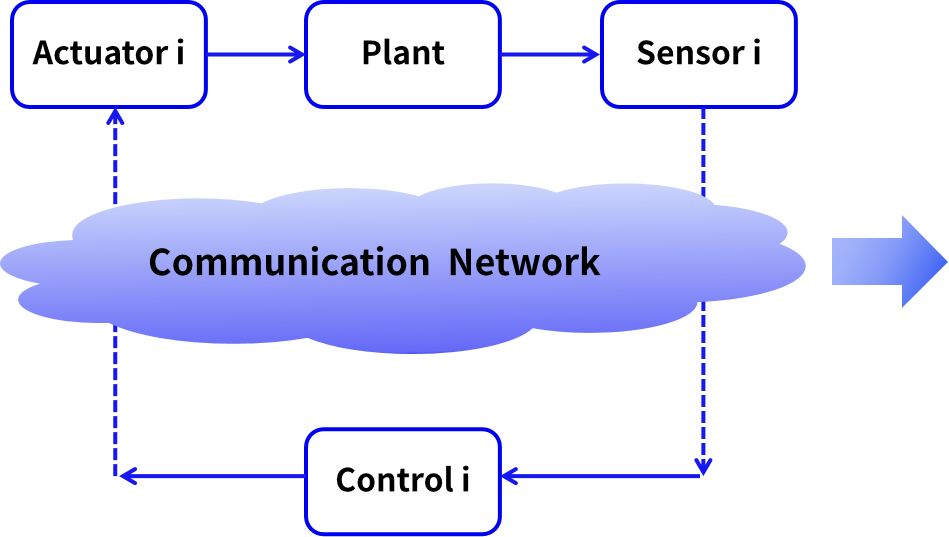 Actuator i
Plant
Sensor i
Communication Network
Control i